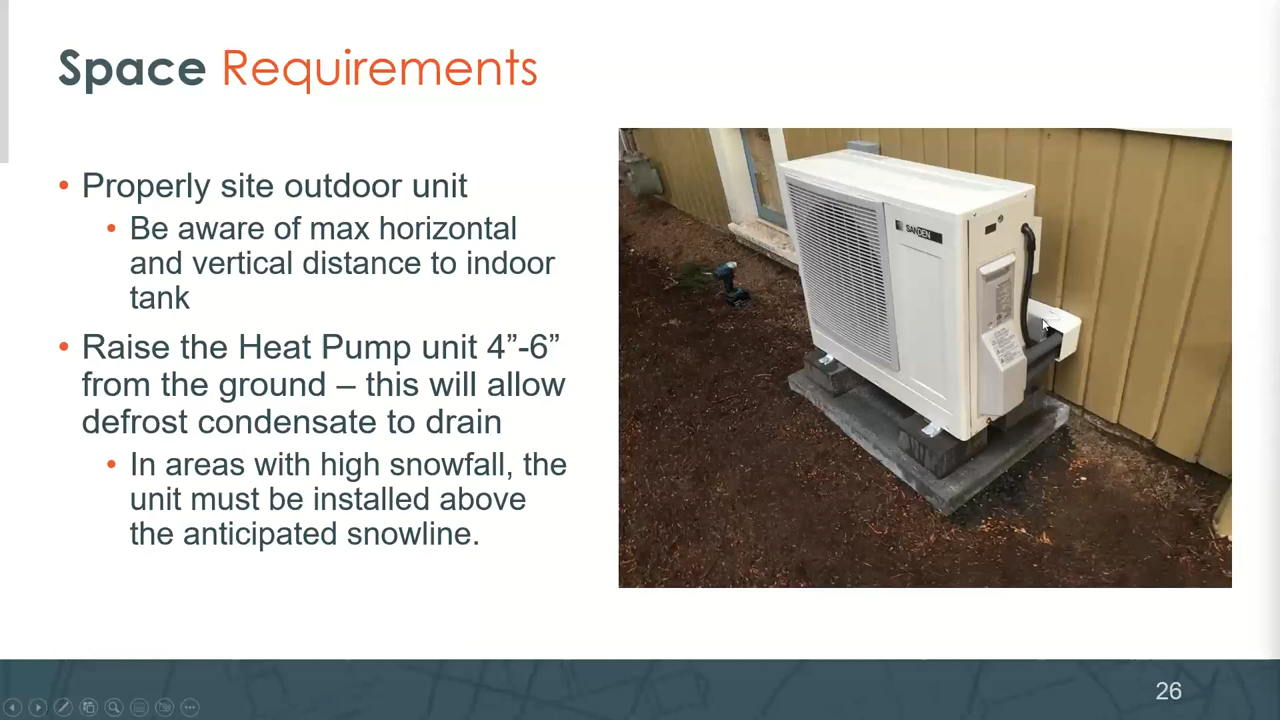 Space Requirements
• Properly site outdoor unit
• Be aware of max horizontal
and vertical distance to indoor
tank
• Raise the Heat Pump unit 4”-6”
from the ground – this will allow
defrost condensate to drain
• In areas with high snowfall, the
unit must be installed above
the anticipated snowline.
SANDEN
26